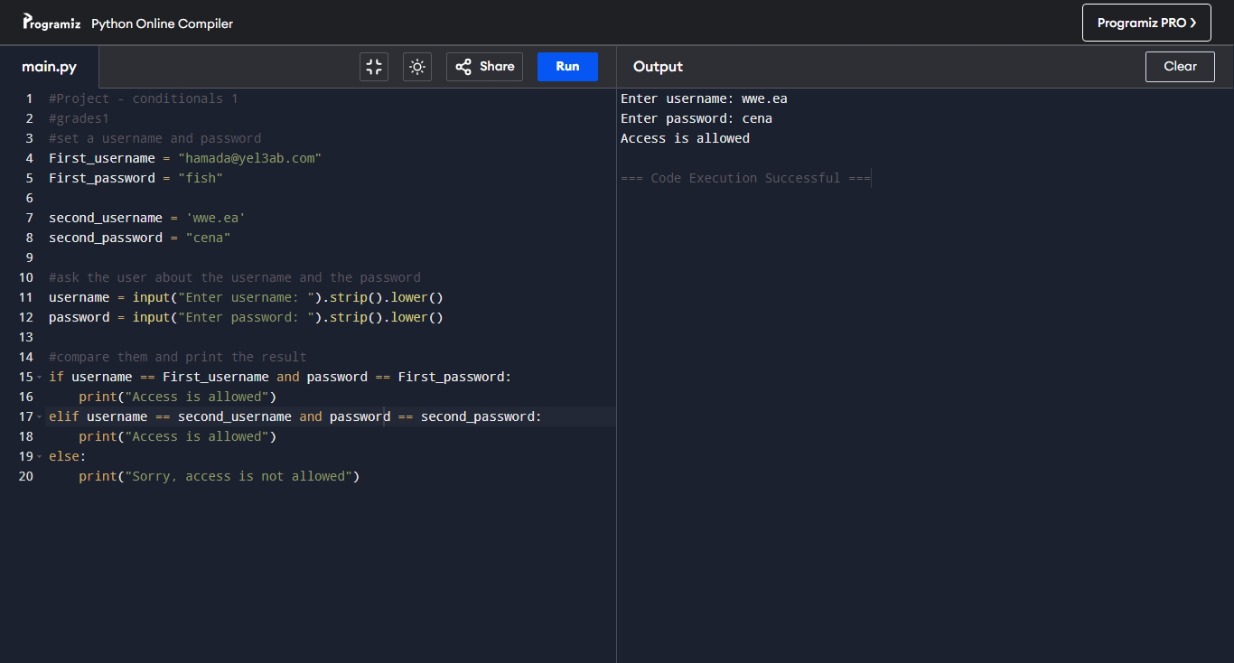 Programiz Python Online Compiler
Programiz PRO >
main.py
Share
Run
Output
Clear
1 #Project - conditionals 1
2 #grades1
3 #set a username and password
4 First_username = "hamada@yel3ab.com"
5 First_password = "fish"
6
7 second_username = 'wwe.ea'
8 second_password = "cena"
9
10 #ask the user about the username and the password
11 username = input("Enter username: ").strip().lower()
12 password = input("Enter password: ").strip().lower()
13
14 #compare them and print the result
15 if username == First_username and password == First_password:
16     print("Access is allowed")
17 elif username == second_username and password == second_password:
18     print("Access is allowed")
19 else:
20     print("Sorry, access is not allowed")
Enter username: wwe.ea
Enter password: cena
Access is allowed
=== Code Execution Successful ===